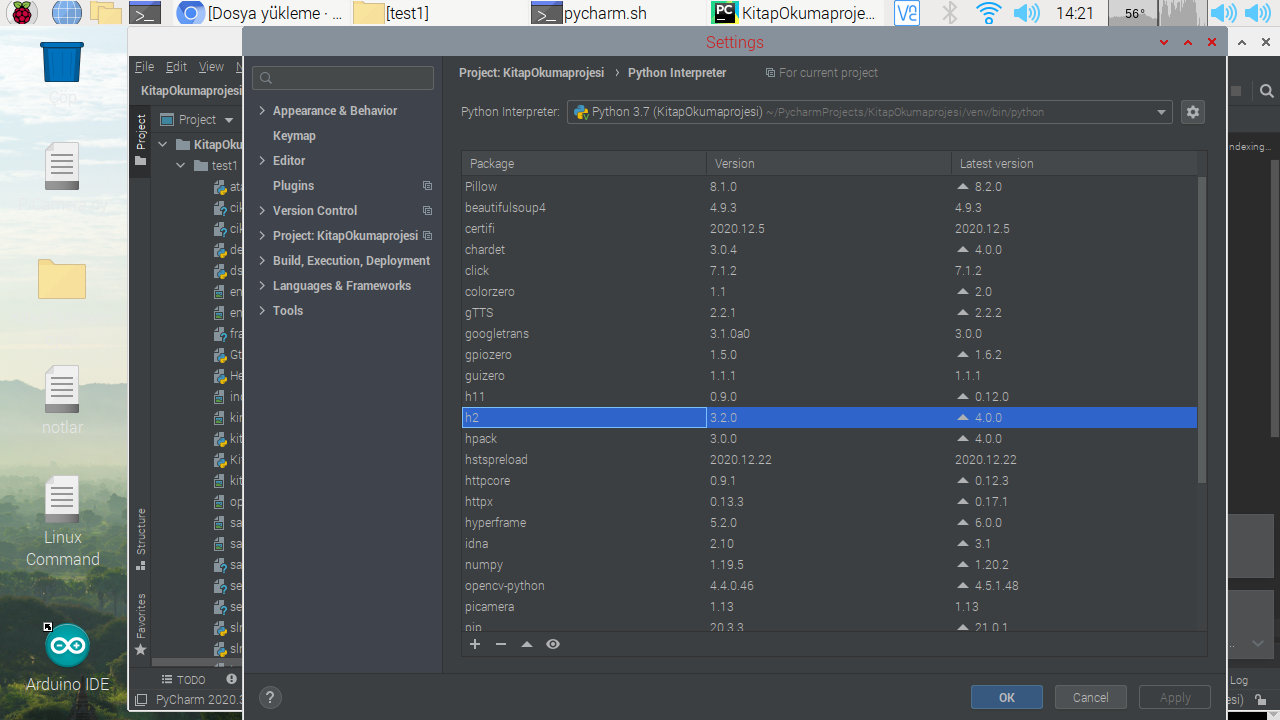 [Dosya yükleme · ...
[test1]
pycharm.sh
KitapOkumaproje...
14:21
56°
Çöp
notlar
Linux
Command
Arduino IDE
File Edit View
KitapOkumaprojesi
Project
Project
KitapOku
test1
Structure
Favorites
TODO
PyCharm 2020.3
Settings
Appearance & Behavior
Keymap
Editor
Plugins
Version Control
Project: KitapOkumaprojesi
Build, Execution, Deployment
Languages & Frameworks
Tools
Project: KitapOkumaprojesi › Python Interpreter For current project
Python Interpreter: Python 3.7 (KitapOkumaprojesi) ~/PycharmProjects/KitapOkumaprojesi/venv/bin/python
Package Version Latest version
Pillow 8.1.0 8.2.0
beautifulsoup4 4.9.3 4.9.3
certifi 2020.12.5 2020.12.5
chardet 3.0.4 4.0.0
click 7.1.2 7.1.2
colorzero 1.1 2.0
gTTS 2.2.1 2.2.2
googletrans 3.1.0a0 3.0.0
gpiozero 1.5.0 1.6.2
guizero 1.1.1 1.1.1
h11 0.9.0 0.12.0
h2 3.2.0 4.0.0
hpack 3.0.0 4.0.0
hstspreload 2020.12.22 2020.12.22
httpcore 0.9.1 0.12.3
httpx 0.13.3 0.17.1
hyperframe 5.2.0 6.0.0
idna 2.10 3.1
numpy 1.19.5 1.20.2
opencv-python 4.4.0.46 4.5.1.48
picamera 1.13 1.13
pip 20.3.3 21.0.1
? OK Cancel Apply
ndexing...
Log
esi)